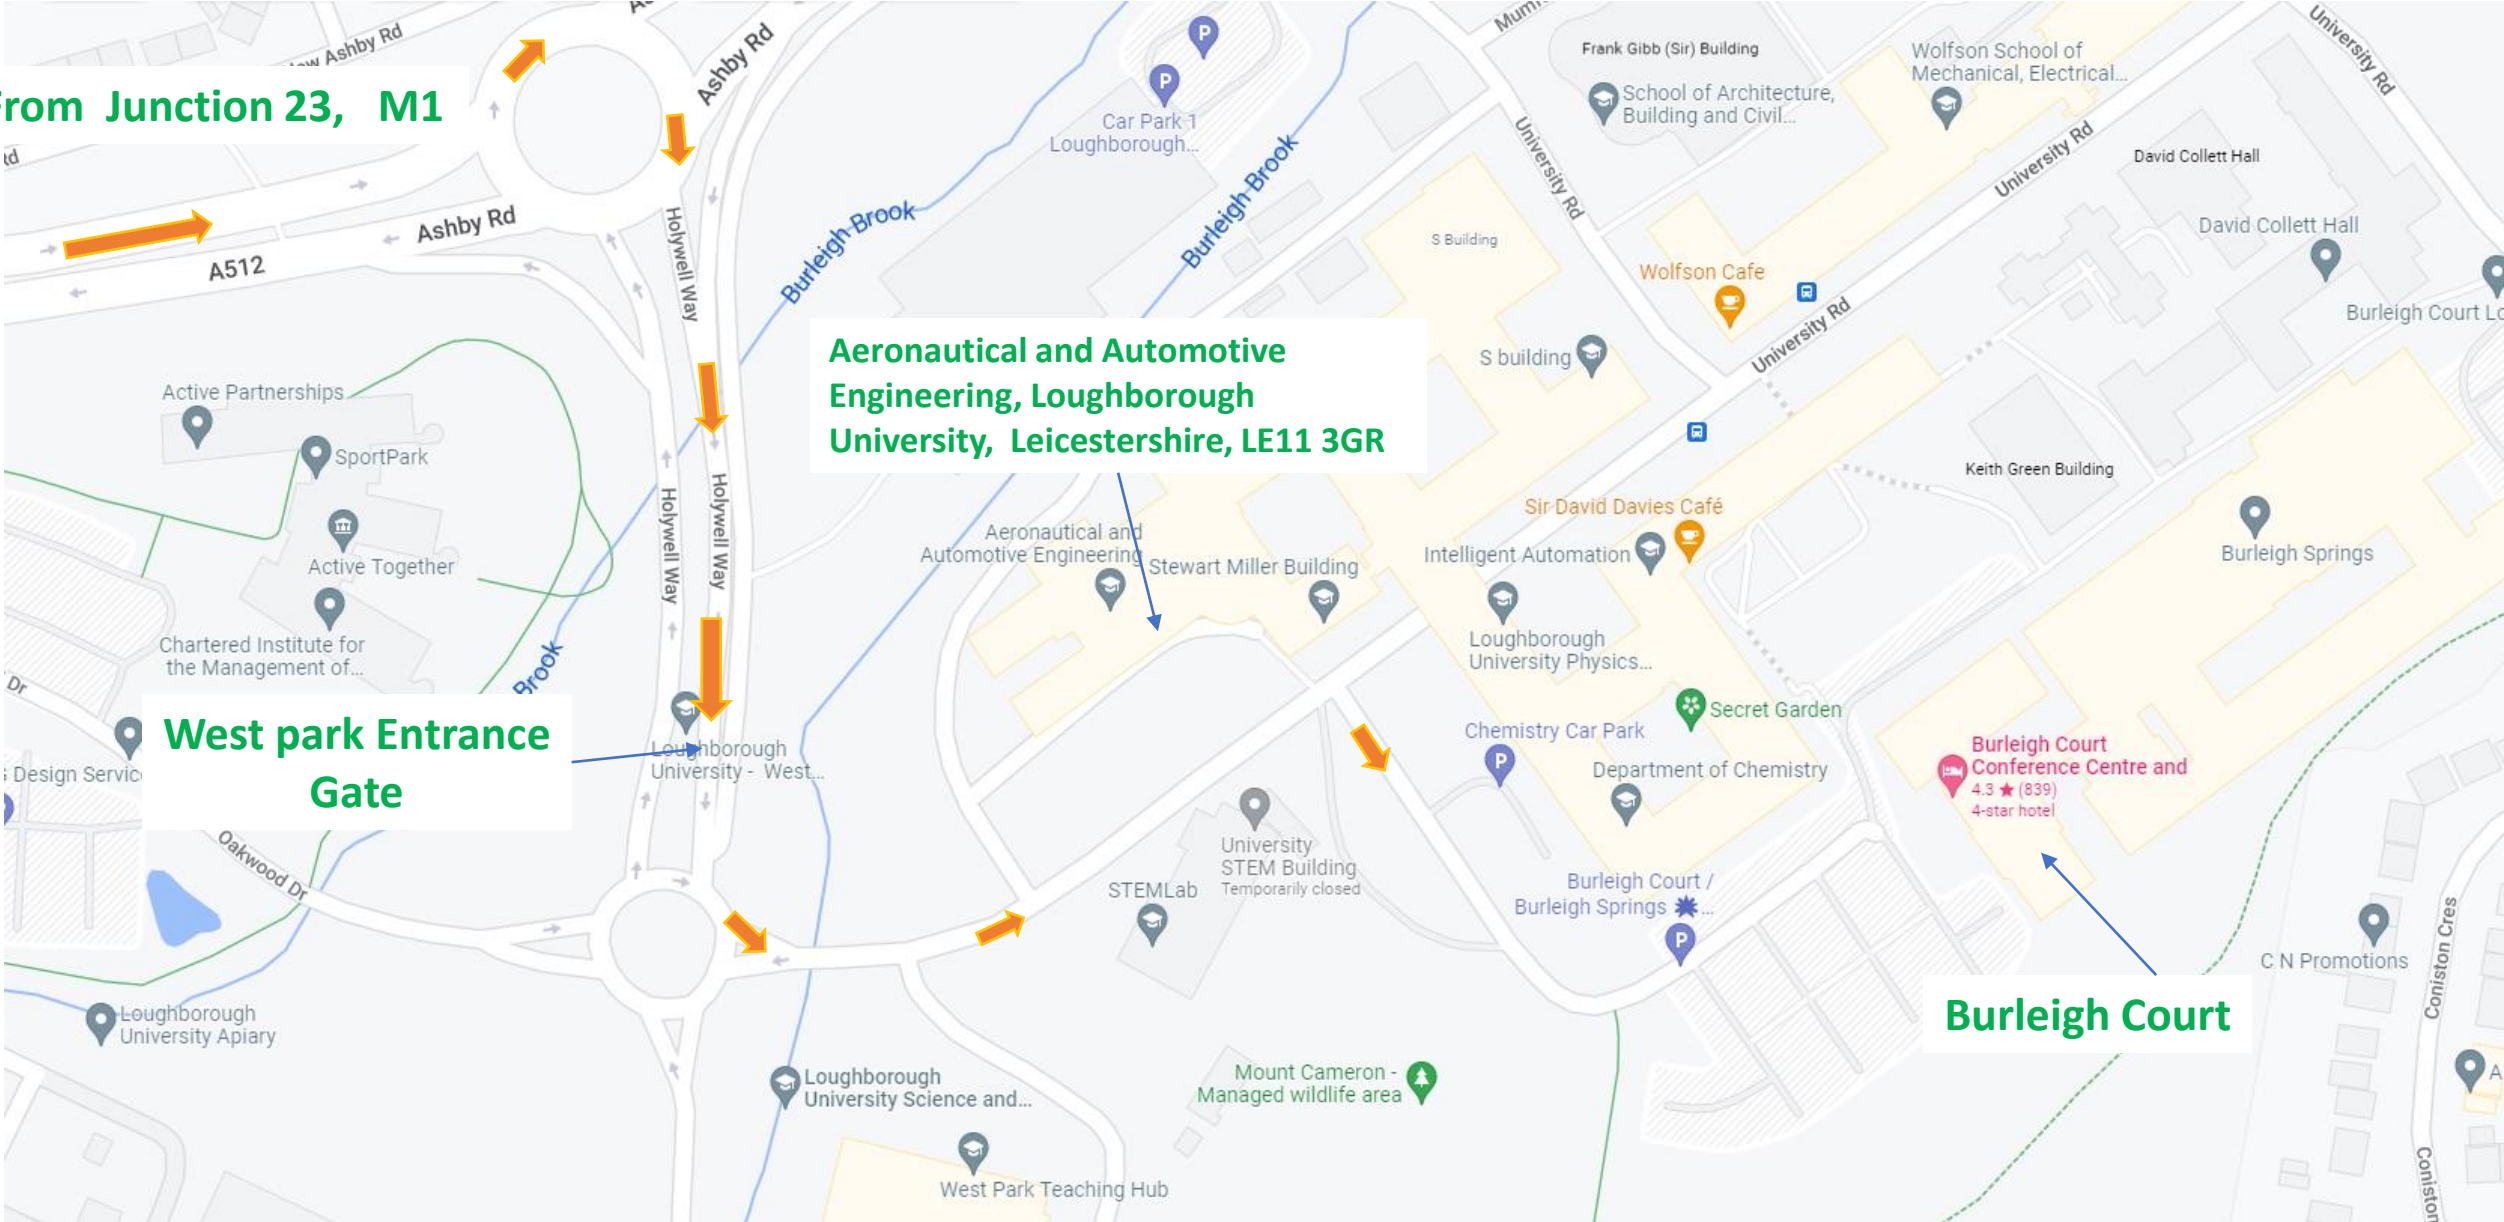 From Junction 23, M1
Ashby Rd
Ashby Rd
Ashby Rd
A512
Holywell Way
Holywell Way
Holywell Way
Burleigh Brook
Burleigh Brook
Brook
Car Park 1
Loughborough...
P
P
Frank Gibb (Sir) Building
School of Architecture,
Building and Civil...
Wolfson School of
Mechanical, Electrical...
University Rd
University Rd
University Rd
University Rd
David Collett Hall
David Collett Hall
Burleigh Court
S Building
Wolfson Cafe
S building
Keith Green Building
Burleigh Springs
Aeronautical and Automotive
Engineering, Loughborough
University, Leicestershire, LE11 3GR
Active Partnerships
SportPark
Active Together
Chartered Institute for
the Management of...
Dr
Aeronautical and
Automotive Engineering
Stewart Miller Building
Sir David Davies Café
Intelligent Automation
Loughborough
University Physics...
Secret Garden
Chemistry Car Park
P
Department of Chemistry
Burleigh Court
Conference Centre and
4.3 ★ (839)
4-star hotel
West park Entrance
Gate
Loughborough
University - West...
Design Servic
Oakwood Dr
University
STEM Building
Temporarily closed
STEMLab
Burleigh Court /
Burleigh Springs ...
P
Burleigh Court
C N Promotions
Coniston Cres
Coniston
Loughborough
University Apiary
Loughborough
University Science and...
Mount Cameron -
Managed wildlife area
West Park Teaching Hub
A